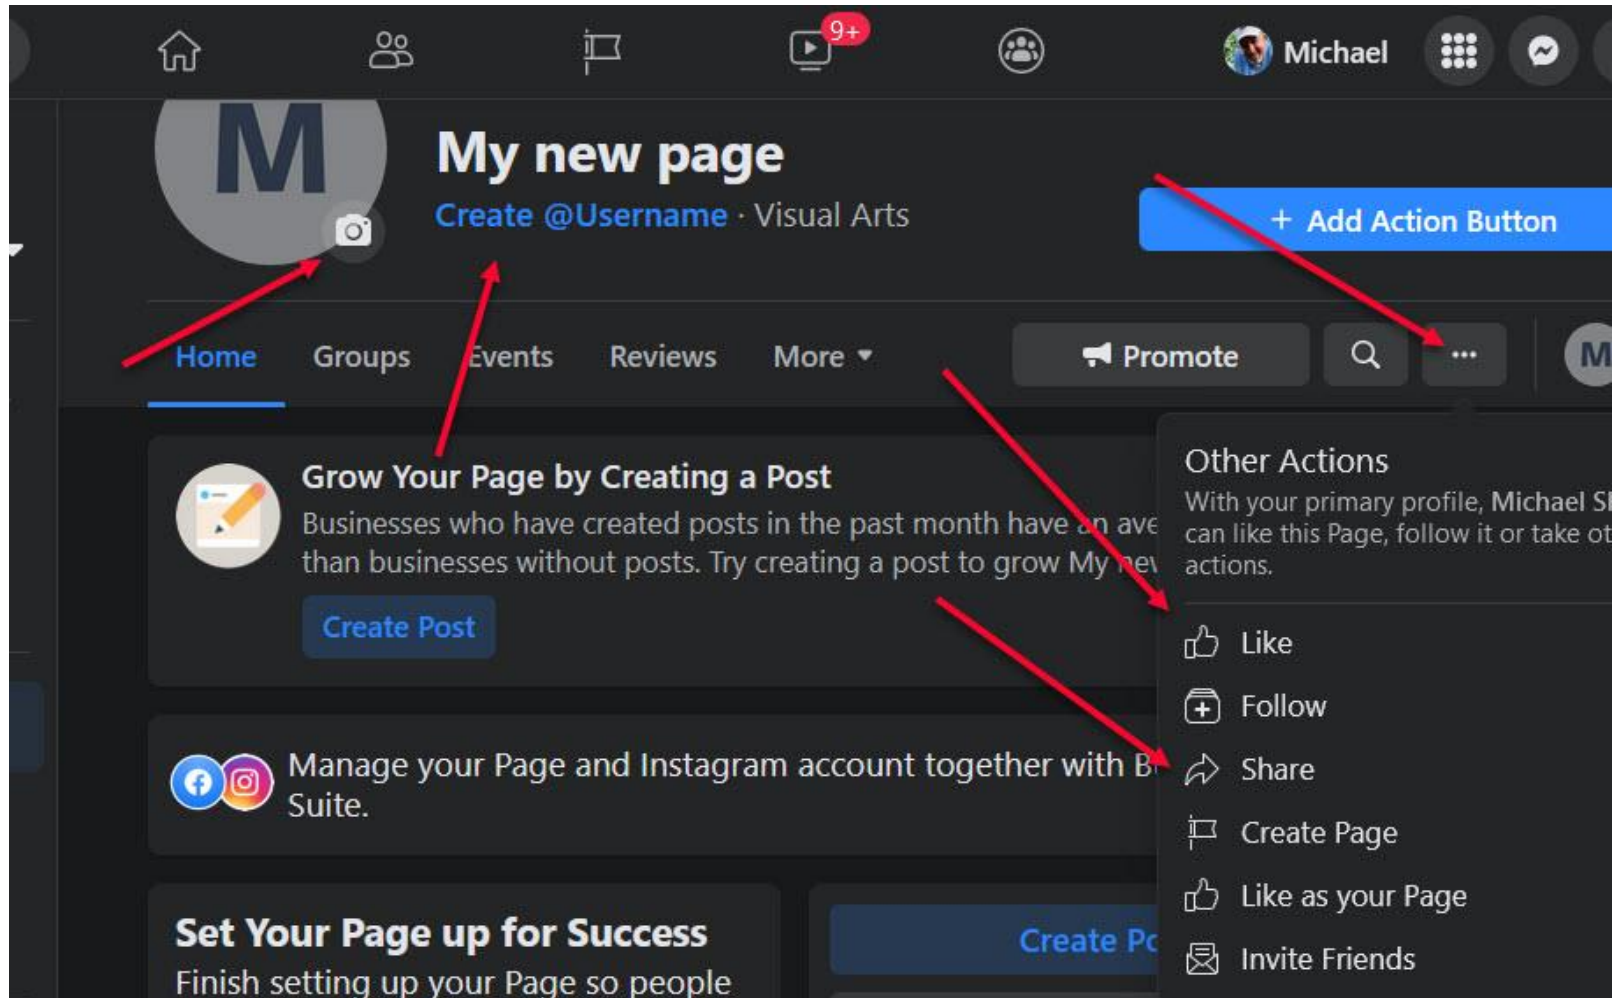 9+
Michael
M
My new page
Create @Username · Visual Arts
+ Add Action Button
Home Groups Events Reviews More Promote
M
Grow Your Page by Creating a Post
Businesses who have created posts in the past month have an
than businesses without posts. Try creating a post to grow My
Create Post
Other Actions
With your primary profile, Michael
can like this Page, follow it or take
actions.
Like
Follow
Share
Create Page
Like as your Page
Invite Friends
Manage your Page and Instagram account together with
Suite.
Set Your Page up for Success
Finish setting up your Page so people
Create